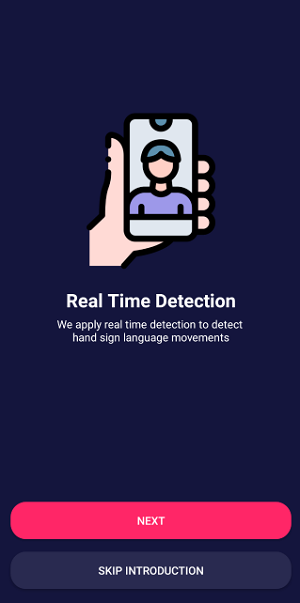 Real Time Detection
We apply real time detection to detect
hand sign language movements
NEXT
SKIP INTRODUCTION